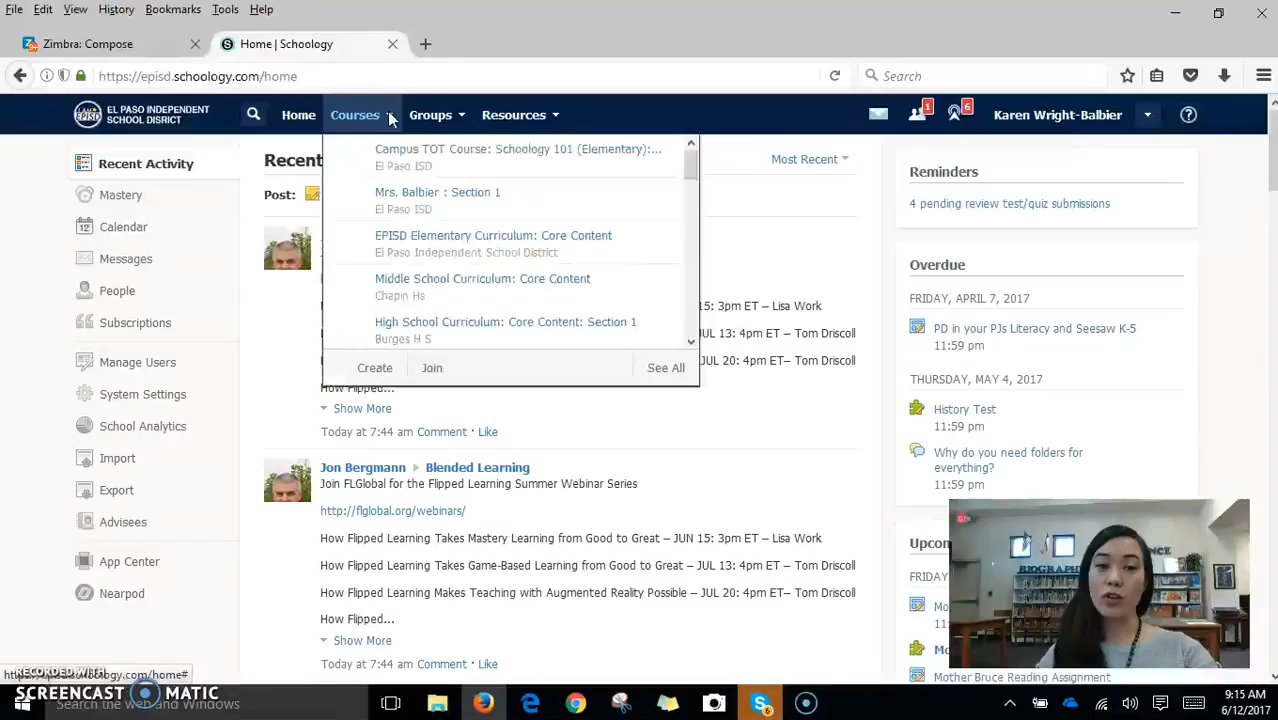 File Edit View History Bookmarks Tools Help
Zimbra: Compose
Home | Schoology
https://episd.schoology.com/home
Search
EL PASO INDEPENDENT
SCHOOL DISRICT
Home Courses Groups Resources
1
6
Karen Wright-Balbier
Recent Activity
Mastery
Calendar
Messages
People
Subscriptions
Manage Users
System Settings
School Analytics
Import
Export
Advisees
App Center
Nearpod
Recent
Most Recent
Post:
Campus TOT Course: Schoology 101 (Elementary):...
El Paso ISD
Mrs. Balbier : Section 1
El Paso ISD
EPISD Elementary Curriculum: Core Content
El Paso Independent School District
Middle School Curriculum: Core Content
Chapin Hs
High School Curriculum: Core Content: Section 1
Burges H S
Create Join See All
15: 3pm ET – Lisa Work
JUL 13: 4pm ET– Tom Driscoll
JUL 20: 4pm ET– Tom Driscoll
How Flipped...
Show More
Today at 7:44 am Comment · Like
Jon Bergmann Blended Learning
Join FLGlobal for the Flipped Learning Summer Webinar Series
http://flglobal.org/webinars/
How Flipped Learning Takes Mastery Learning from Good to Great – JUN 15: 3pm ET – Lisa Work
How Flipped Learning Takes Game-Based Learning from Good to Great – JUL 13: 4pm ET– Tom Driscoll
How Flipped Learning Makes Teaching with Augmented Reality Possible – JUL 20: 4pm ET– Tom Driscoll
How Flipped...
Show More
Today at 7:44 am Comment · Like
Reminders
4 pending review test/quiz submissions
Overdue
FRIDAY, APRIL 7, 2017
PD in your PJs Literacy and Seesaw K-5
11:59 pm
THURSDAY, MAY 4, 2017
History Test
11:59 pm
Why do you need folders for
everything?
11:59 pm
Upcom
FRIDAY
Mo
11:
Mo
Mother Bruce Reading Assignment
BIOGRAPHY
https://episd.schoology.com/home#
RECORDED WITH
SCREENCAST MATIC
Search the web and Windows
6
9:15 AM
6/12/2017